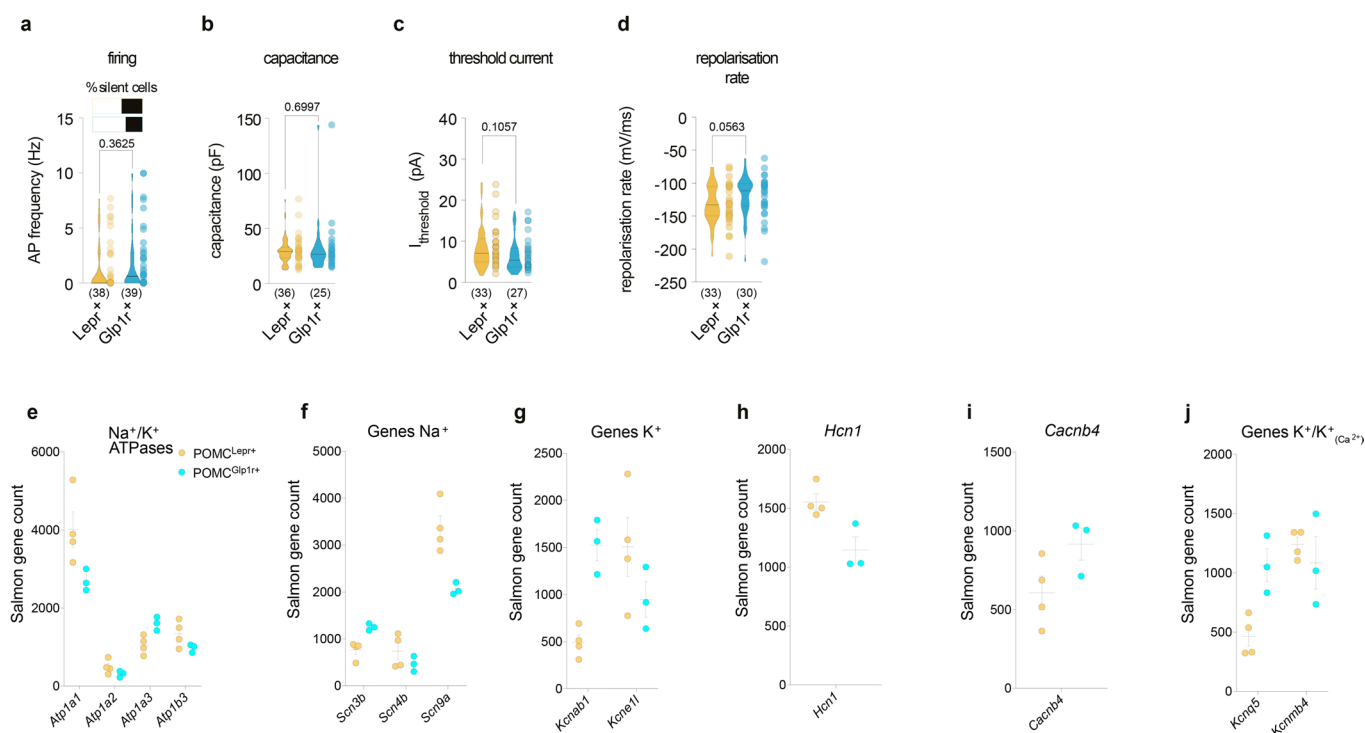 a
firing
% silent cells
AP frequency (Hz)
15
10
5
0
0.3625
(38)
(39)
Lepr+
Glp1r+
b
capacitance
capacitance (pF)
150
100
50
0
0.6997
(36)
(25)
Lepr+
Glp1r+
c
threshold current
Ithreshold (pA)
40
30
20
10
0
0.1057
(33)
(27)
Lepr+
Glp1r+
d
repolarisation
rate
repolarisation rate (mV/ms)
0
-50
-100
-150
-200
-250
0.0563
(33)
(30)
Lepr+
Glp1r+
e
Na+/K+
ATPases
POMCLepr+
POMCGlp1r+
Salmon gene count
6000
4000
2000
0
Atp1a1
Atp1a2
Atp1a3
Atp1b3
f
Genes Na+
Salmon gene count
5000
4000
3000
2000
1000
0
Scn3b
Scn4b
Scn9a
g
Genes K+
Salmon gene count
2500
2000
1500
1000
500
0
Kcnab1
Kcne1l
h
Hcn1
Salmon gene count
2000
1500
1000
500
0
Hcn1
i
Cacnb4
Salmon gene count
1500
1000
500
0
Cacnb4
j
Genes K+/K+(Ca 2+)
Salmon gene count
2000
1500
1000
500
0
Kcnq5
Kcnmb4